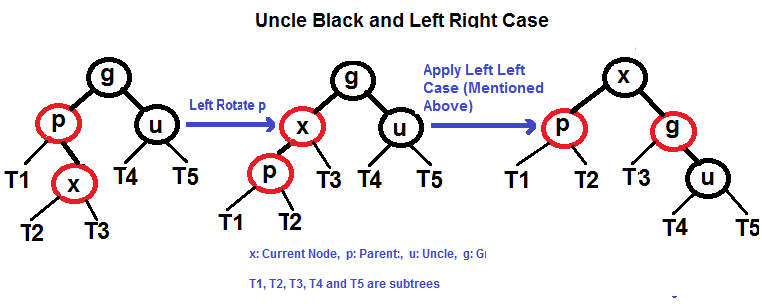 Uncle Black and Left Right Case
g
p
u
T1
x
T4
T5
T2
T3
Left Rotate p
g
x
u
p
T3
T4
T5
T1
T2
Apply Left Left
Case (Mentioned
Above)
x
p
g
T1
T2
T3
u
T4
T5
x: Current Node, p: Parent:, u: Uncle, g: G
T1, T2, T3, T4 and T5 are subtrees